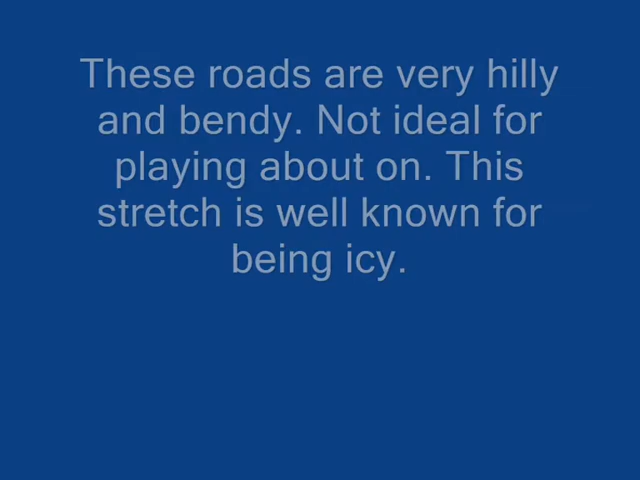 These roads are very hilly
and bendy. Not ideal for
playing about on. This
stretch is well known for
being icy.